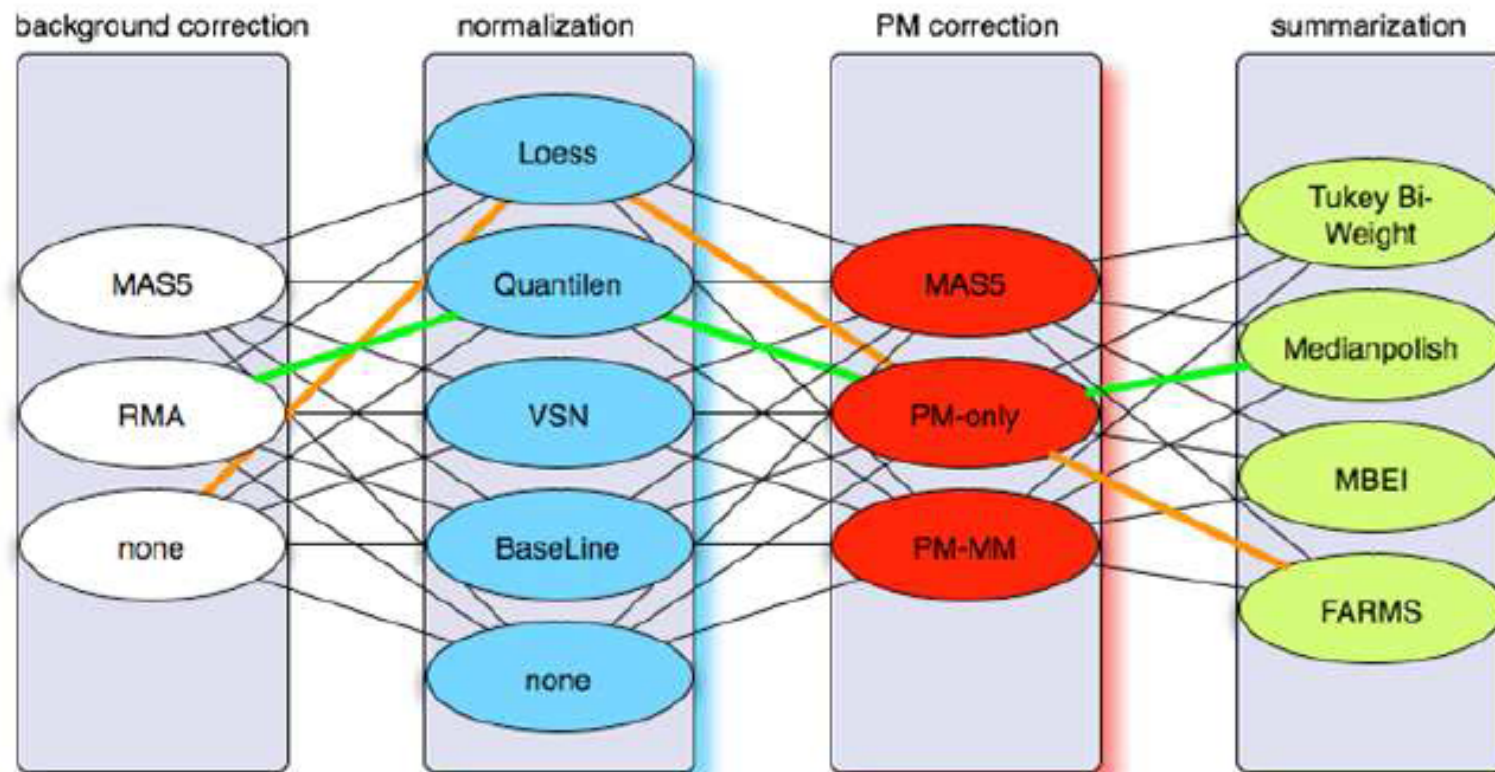 background correction
normalization
PM correction
summarization
MAS5
RMA
none
Loess
Quantilen
VSN
BaseLine
none
MAS5
PM-only
PM-MM
Tukey Bi-
Weight
Medianpolish
MBEI
FARMS